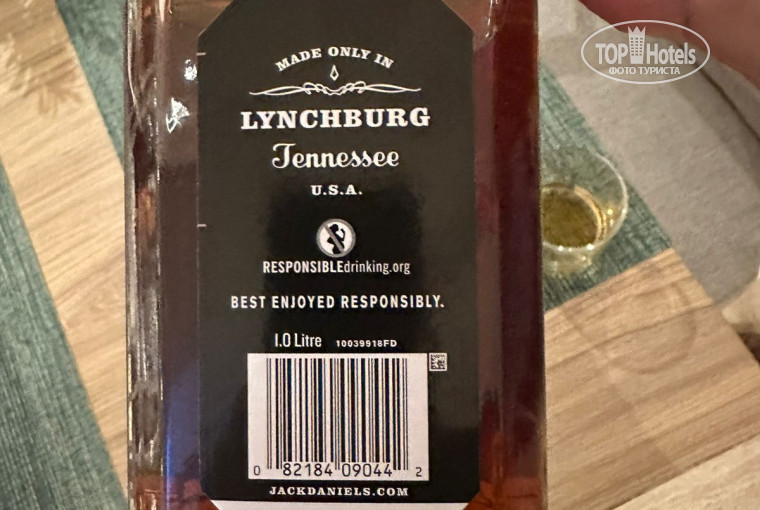 TOP Hotels
ФОТО ТУРИСТА
MADE ONLY IN
LYNCHBURG
Tennessee
U.S.A.
RESPONSIBLEdrinking.org
BEST ENJOYED RESPONSIBLY.
1.0 Litre 10039918FD
0 82184 09044 2
JACKDANIELS.COM